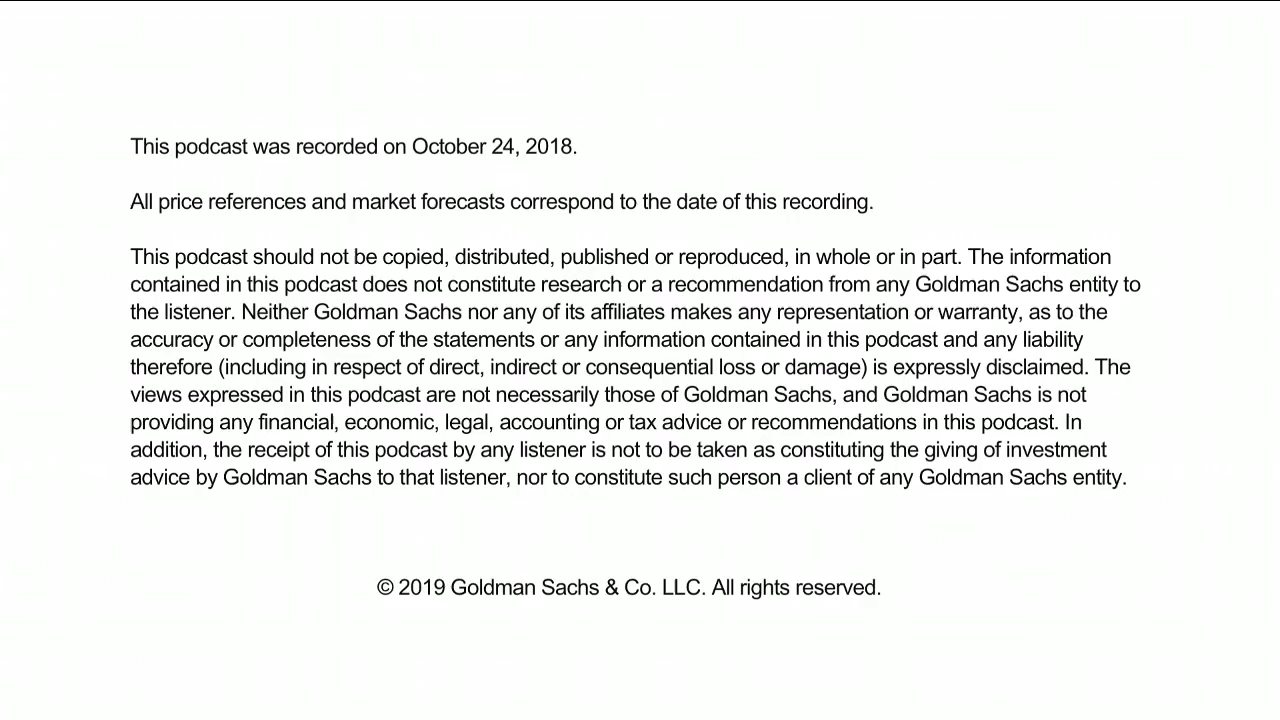 This podcast was recorded on October 24, 2018.
All price references and market forecasts correspond to the date of this recording.
This podcast should not be copied, distributed, published or reproduced, in whole or in part. The information
contained in this podcast does not constitute research or a recommendation from any Goldman Sachs entity to
the listener. Neither Goldman Sachs nor any of its affiliates makes any representation or warranty, as to the
accuracy or completeness of the statements or any information contained in this podcast and any liability
therefore (including in respect of direct, indirect or consequential loss or damage) is expressly disclaimed. The
views expressed in this podcast are not necessarily those of Goldman Sachs, and Goldman Sachs is not
providing any financial, economic, legal, accounting or tax advice or recommendations in this podcast. In
addition, the receipt of this podcast by any listener is not to be taken as constituting the giving of investment
advice by Goldman Sachs to that listener, nor to constitute such person a client of any Goldman Sachs entity.
© 2019 Goldman Sachs & Co. LLC. All rights reserved.